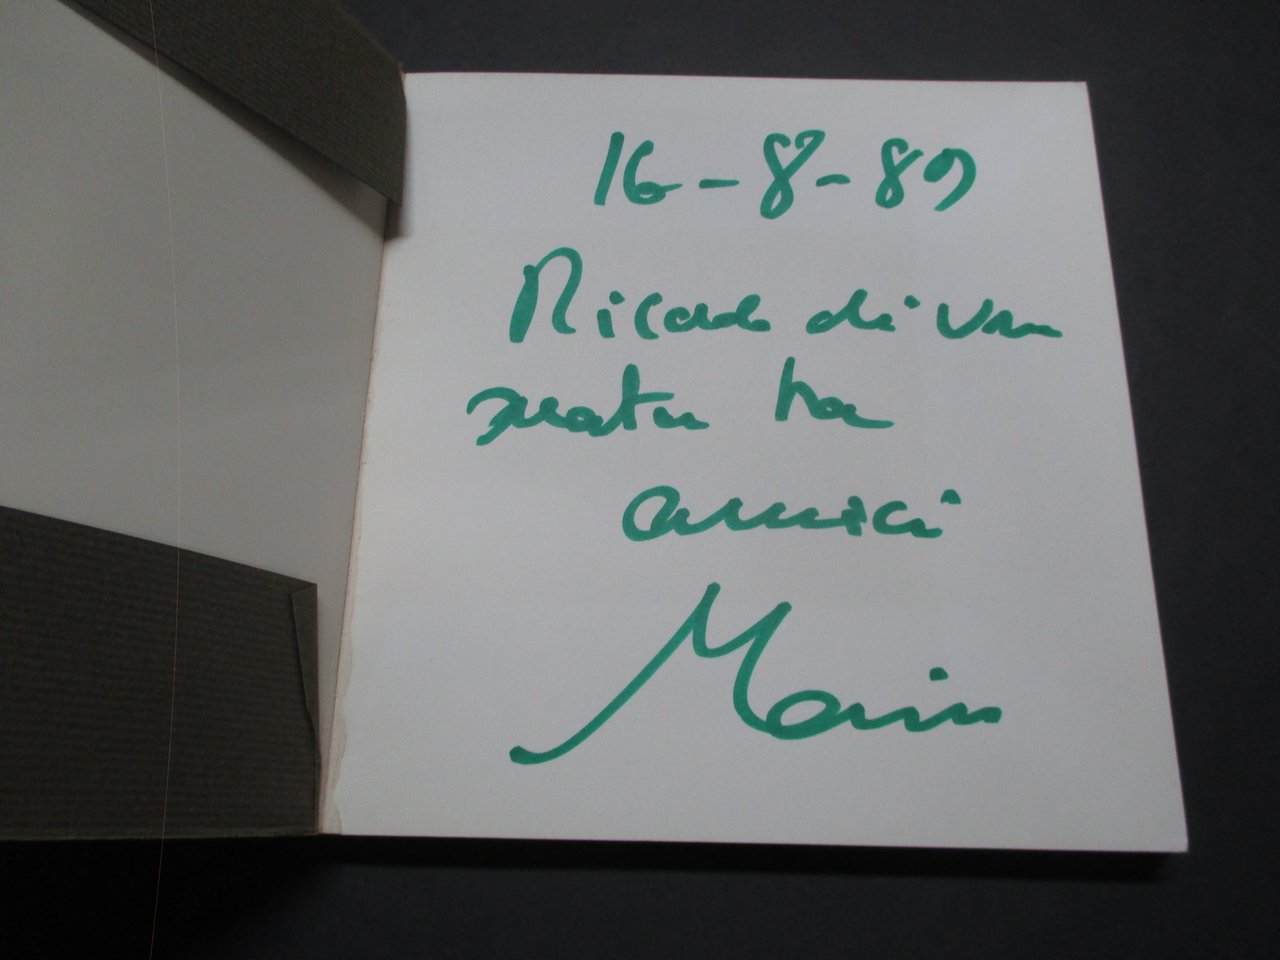 16-8-89
Ricordo di una
serata tra
amici
Mario